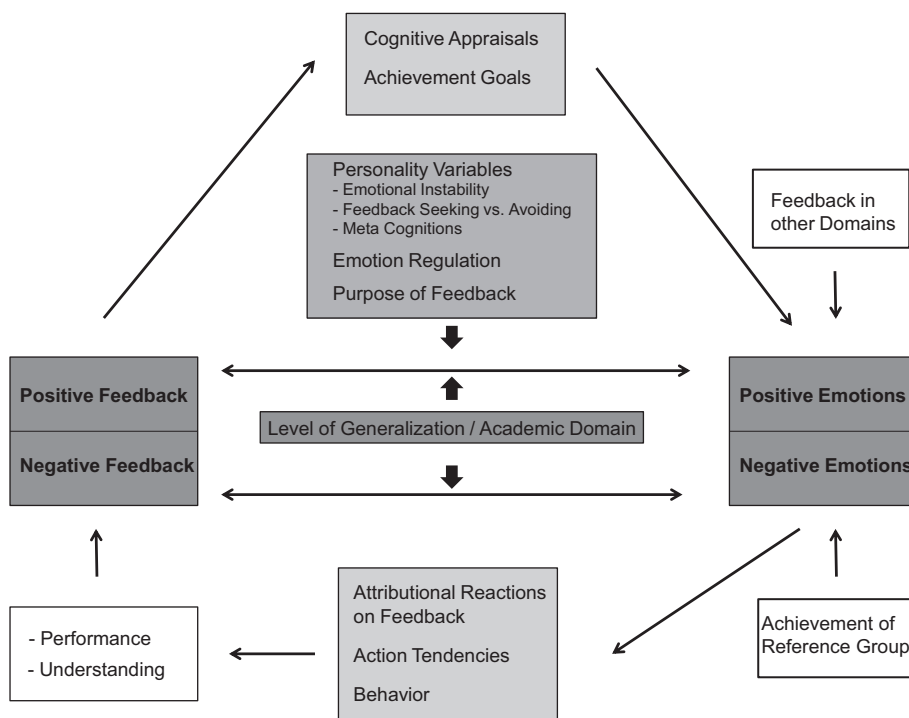 Cognitive Appraisals
Achievement Goals
Personality Variables
- Emotional Instability
- Feedback Seeking vs. Avoiding
- Meta Cognitions
Emotion Regulation
Purpose of Feedback
Feedback in
other Domains
Positive Feedback
Negative Feedback
Level of Generalization / Academic Domain
Positive Emotions
Negative Emotions
- Performance
- Understanding
Attributional Reactions
on Feedback
Action Tendencies
Behavior
Achievement of
Reference Group